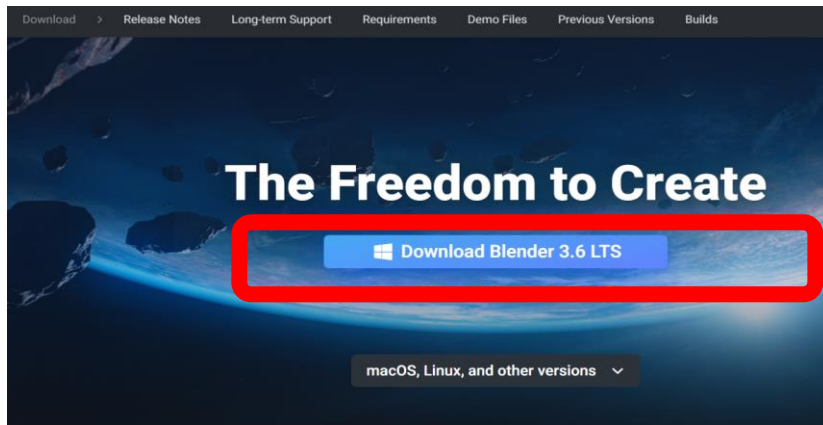 Download > Release Notes Long-term Support Requirements Demo Files Previous Versions Builds
The Freedom to Create
Download Blender 3.6 LTS
macOS, Linux, and other versions